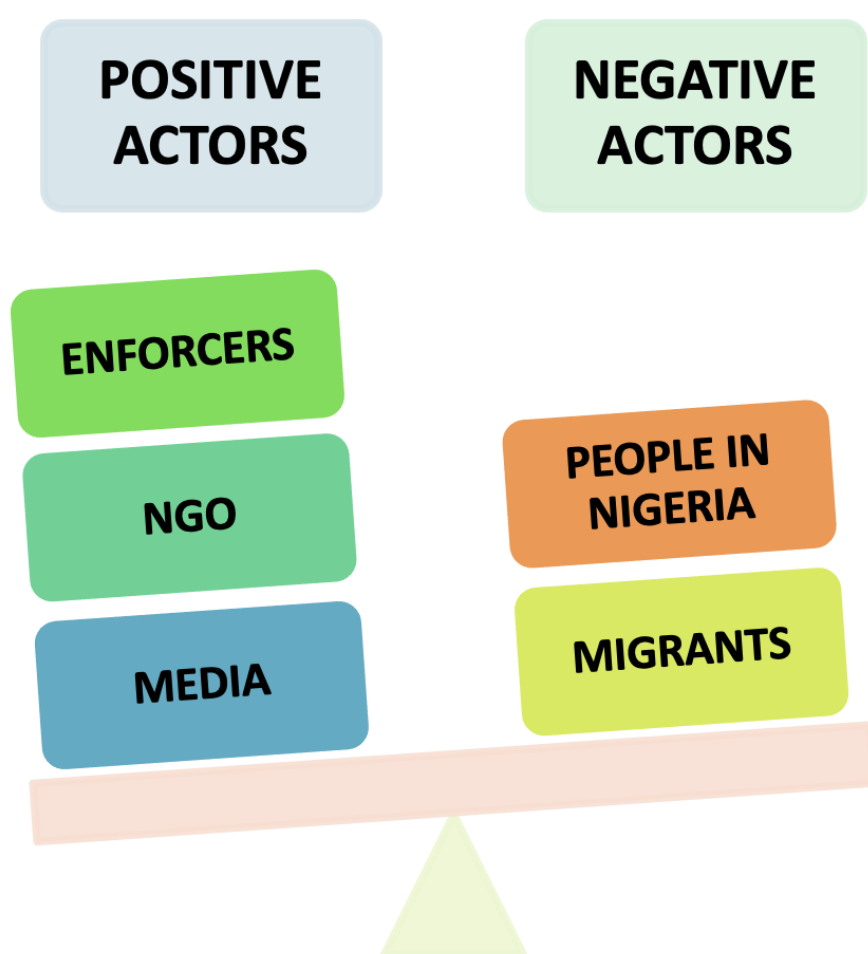 POSITIVE
ACTORS
NEGATIVE
ACTORS
ENFORCERS
NGO
MEDIA
PEOPLE IN
NIGERIA
MIGRANTS